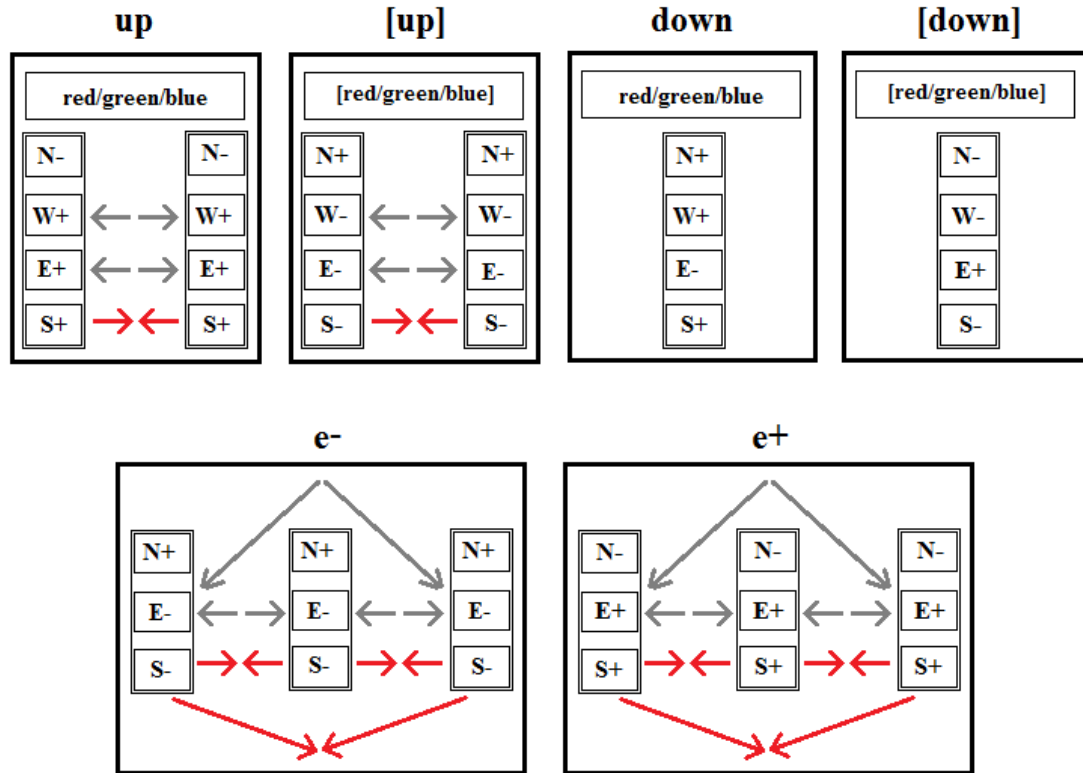 up [up] down [down]
red/green/blue [red/green/blue] red/green/blue [red/green/blue]
N- N- N+ N+ N+ N-
W+ W+ W- W- W+ W-
E+ E+ E- E- E- E+
S+ S+ S- S- S+ S-
e- e+
N+ N+ N+ N- N- N-
E- E- E- E+ E+ E+
S- S- S- S+ S+ S+